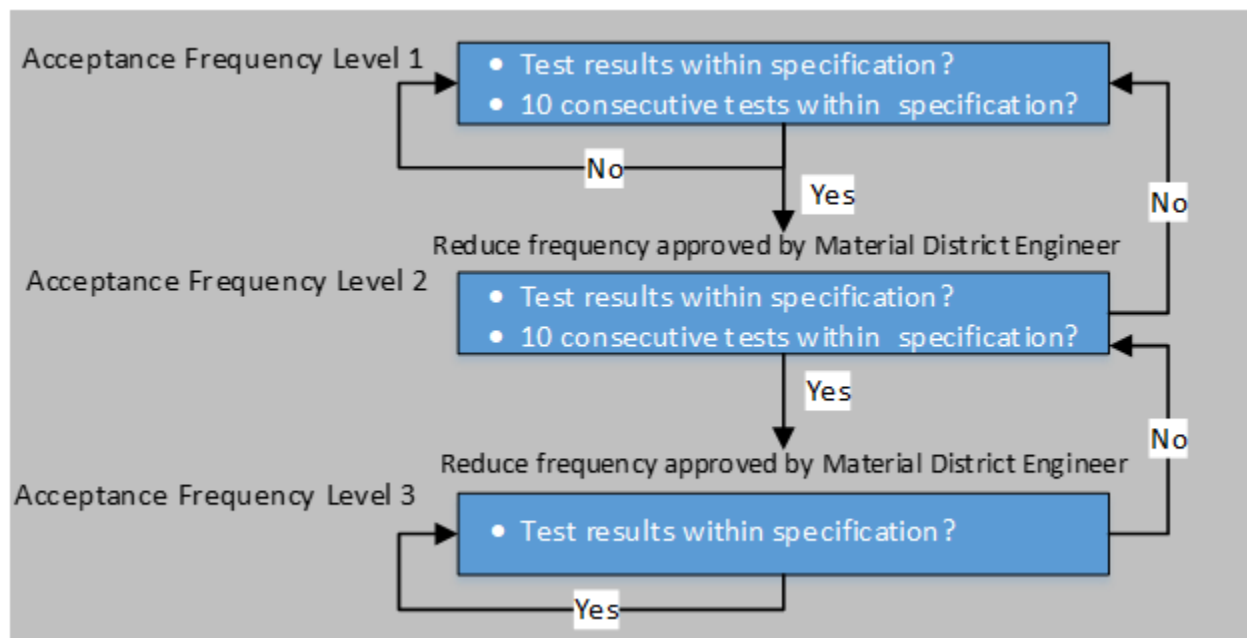 Acceptance Frequency Level 1
• Test results within specification?
• 10 consecutive tests within specification?
No
Yes
No
Reduce frequency approved by Material District Engineer
Acceptance Frequency Level 2
• Test results within specification?
• 10 consecutive tests within specification?
Yes
No
Reduce frequency approved by Material District Engineer
Acceptance Frequency Level 3
• Test results within specification?
Yes